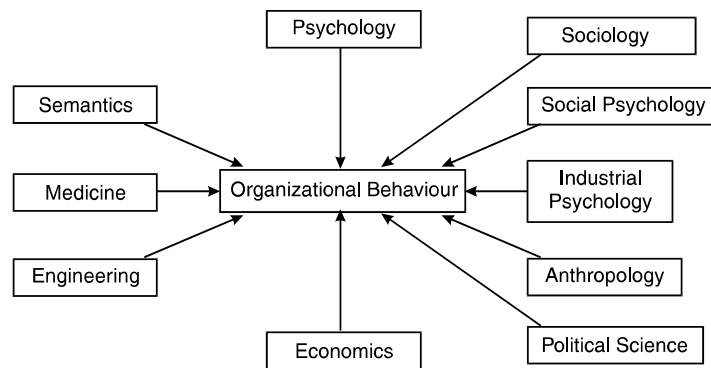 Psychology
Sociology
Semantics
Social Psychology
Medicine
Organizational Behaviour
Industrial
Psychology
Engineering
Anthropology
Economics
Political Science